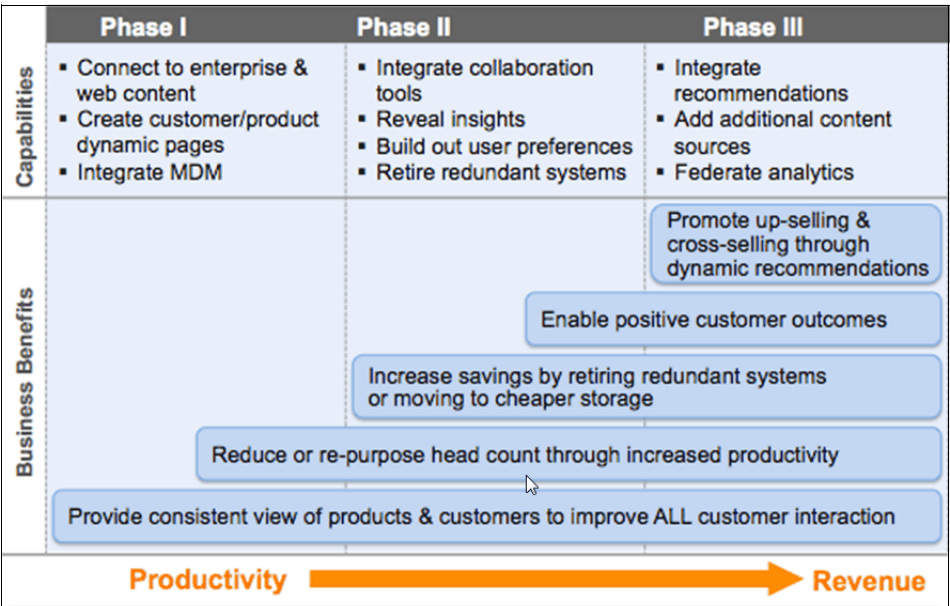 Phase I
Phase II
Phase III
Capabilities
▪ Connect to enterprise &
web content
▪ Create customer/product
dynamic pages
▪ Integrate MDM
▪ Integrate collaboration
tools
▪ Reveal insights
▪ Build out user preferences
▪ Retire redundant systems
▪ Integrate
recommendations
▪ Add additional content
sources
▪ Federate analytics
Business Benefits
Promote up-selling &
cross-selling through
dynamic recommendations
Enable positive customer outcomes
Increase savings by retiring redundant systems
or moving to cheaper storage
Reduce or re-purpose head count through increased productivity
Provide consistent view of products & customers to improve ALL customer interaction
Productivity
Revenue